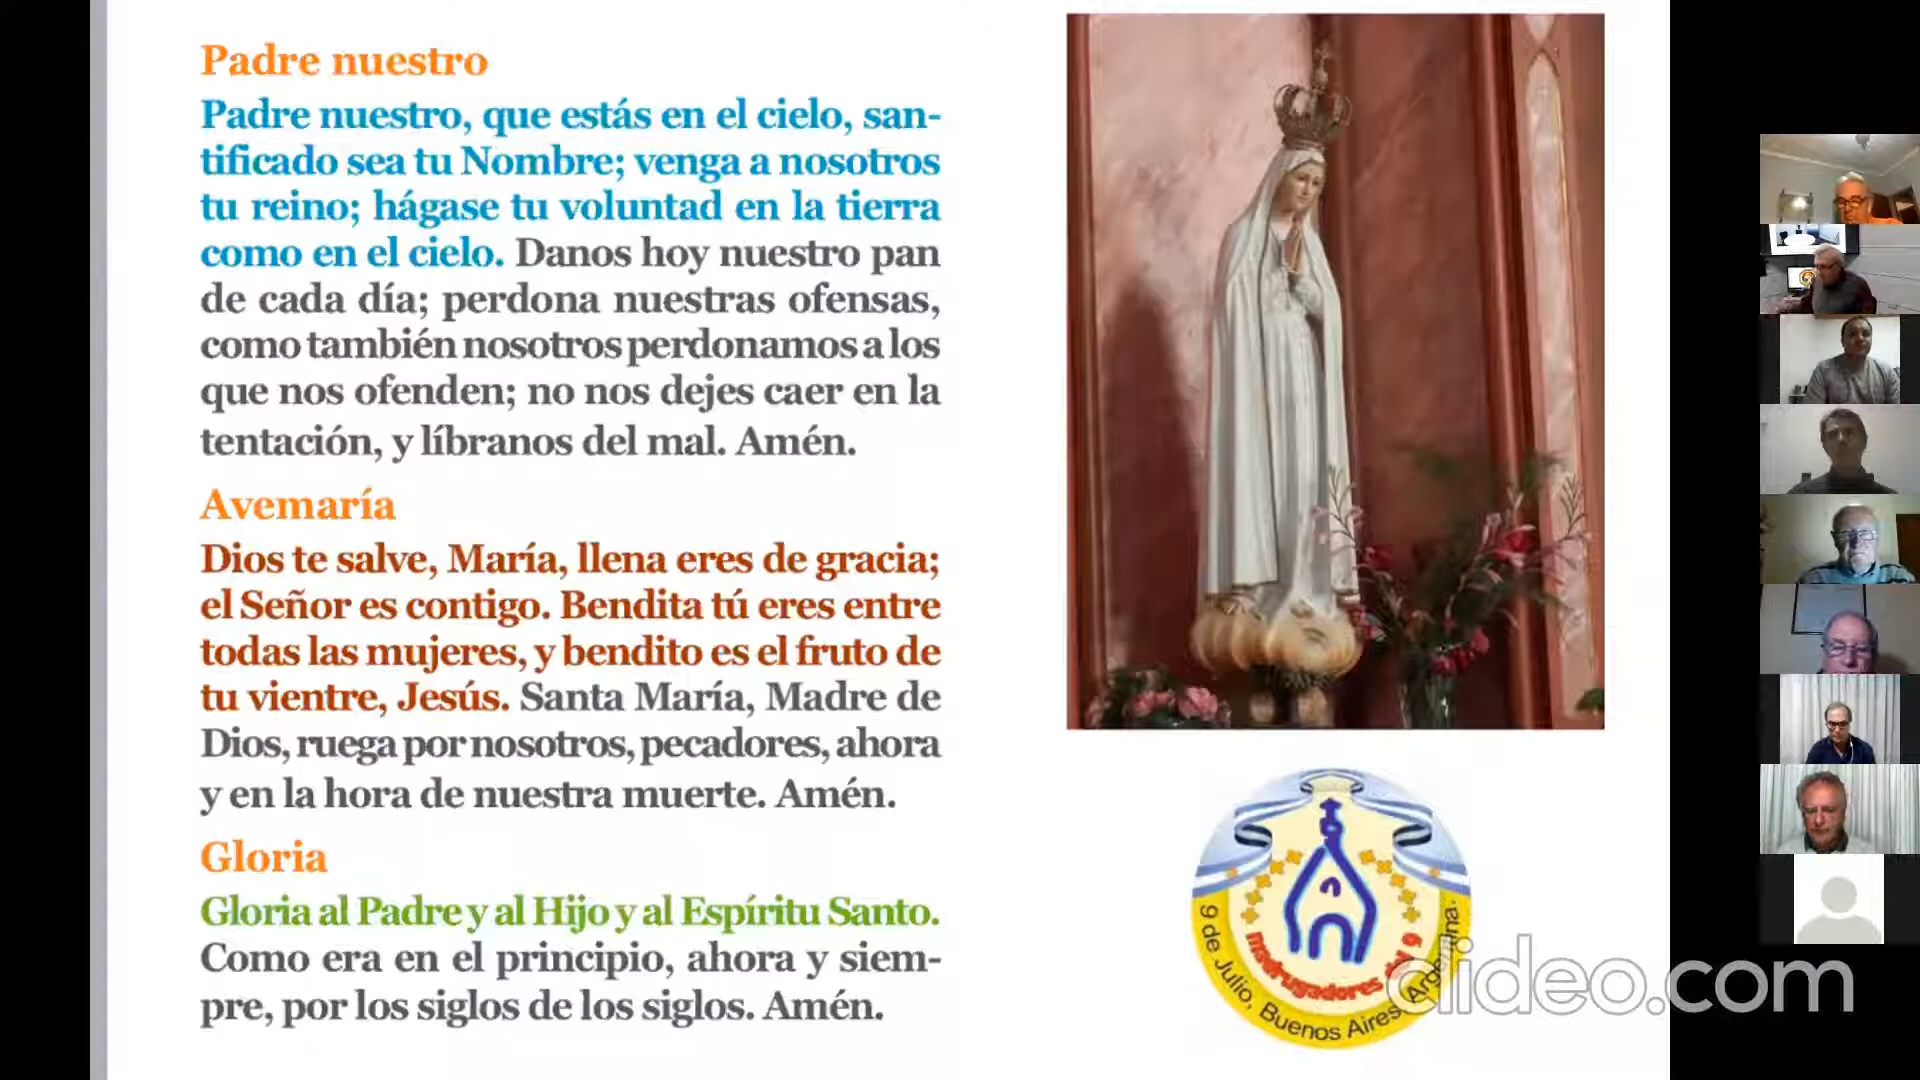 Padre nuestro
Padre nuestro, que estás en el cielo, san-
tificado sea tu Nombre; venga a nosotros
tu reino; hágase tu voluntad en la tierra
como en el cielo. Danos hoy nuestro pan
de cada día; perdona nuestras ofensas,
como también nosotros perdonamos a los
que nos ofenden; no nos dejes caer en la
tentación, y líbranos del mal. Amén.
Avemaría
Dios te salve, María, llena eres de gracia;
el Señor es contigo. Bendita tú eres entre
todas las mujeres, y bendito es el fruto de
tu vientre, Jesús. Santa María, Madre de
Dios, ruega por nosotros, pecadores, ahora
y en la hora de nuestra muerte. Amén.
Gloria
Gloria al Padre y al Hijo y al Espíritu Santo.
Como era en el principio, ahora y siem-
pre, por los siglos de los siglos. Amén.
madrugadores del 9
9 de Julio, Buenos Aires, Argentina.
clideo.com